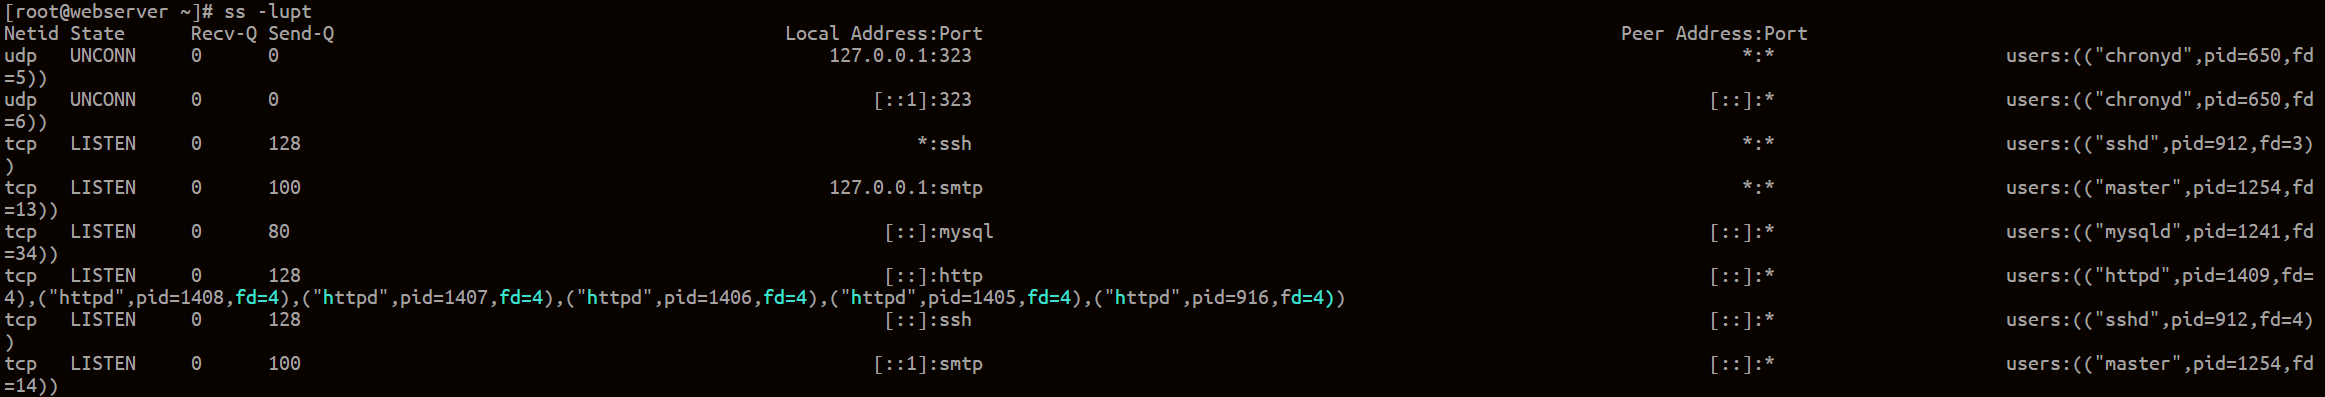 [root@webserver ~]# ss -lupt
Netid State      Recv-Q Send-Q                                         Local Address:Port                                                          Peer Address:Port
udp   UNCONN     0      0                                                  127.0.0.1:323                                                                      *:*                     users:(("chronyd",pid=650,fd
=5))
udp   UNCONN     0      0                                                      [::1]:323                                                                   [::]:*                     users:(("chronyd",pid=650,fd
=6))
tcp   LISTEN     0      128                                                        *:ssh                                                                      *:*                     users:(("sshd",pid=912,fd=3)
)
tcp   LISTEN     0      100                                                127.0.0.1:smtp                                                                     *:*                     users:(("master",pid=1254,fd
=13))
tcp   LISTEN     0      80                                                      [::]:mysql                                                                 [::]:*                     users:(("mysqld",pid=1241,fd
=34))
tcp   LISTEN     0      128                                                     [::]:http                                                                  [::]:*                     users:(("httpd",pid=1409,fd=
4),("httpd",pid=1408,fd=4),("httpd",pid=1407,fd=4),("httpd",pid=1406,fd=4),("httpd",pid=1405,fd=4),("httpd",pid=916,fd=4))
tcp   LISTEN     0      128                                                     [::]:ssh                                                                   [::]:*                     users:(("sshd",pid=912,fd=4)
)
tcp   LISTEN     0      100                                                    [::1]:smtp                                                                  [::]:*                     users:(("master",pid=1254,fd
=14))